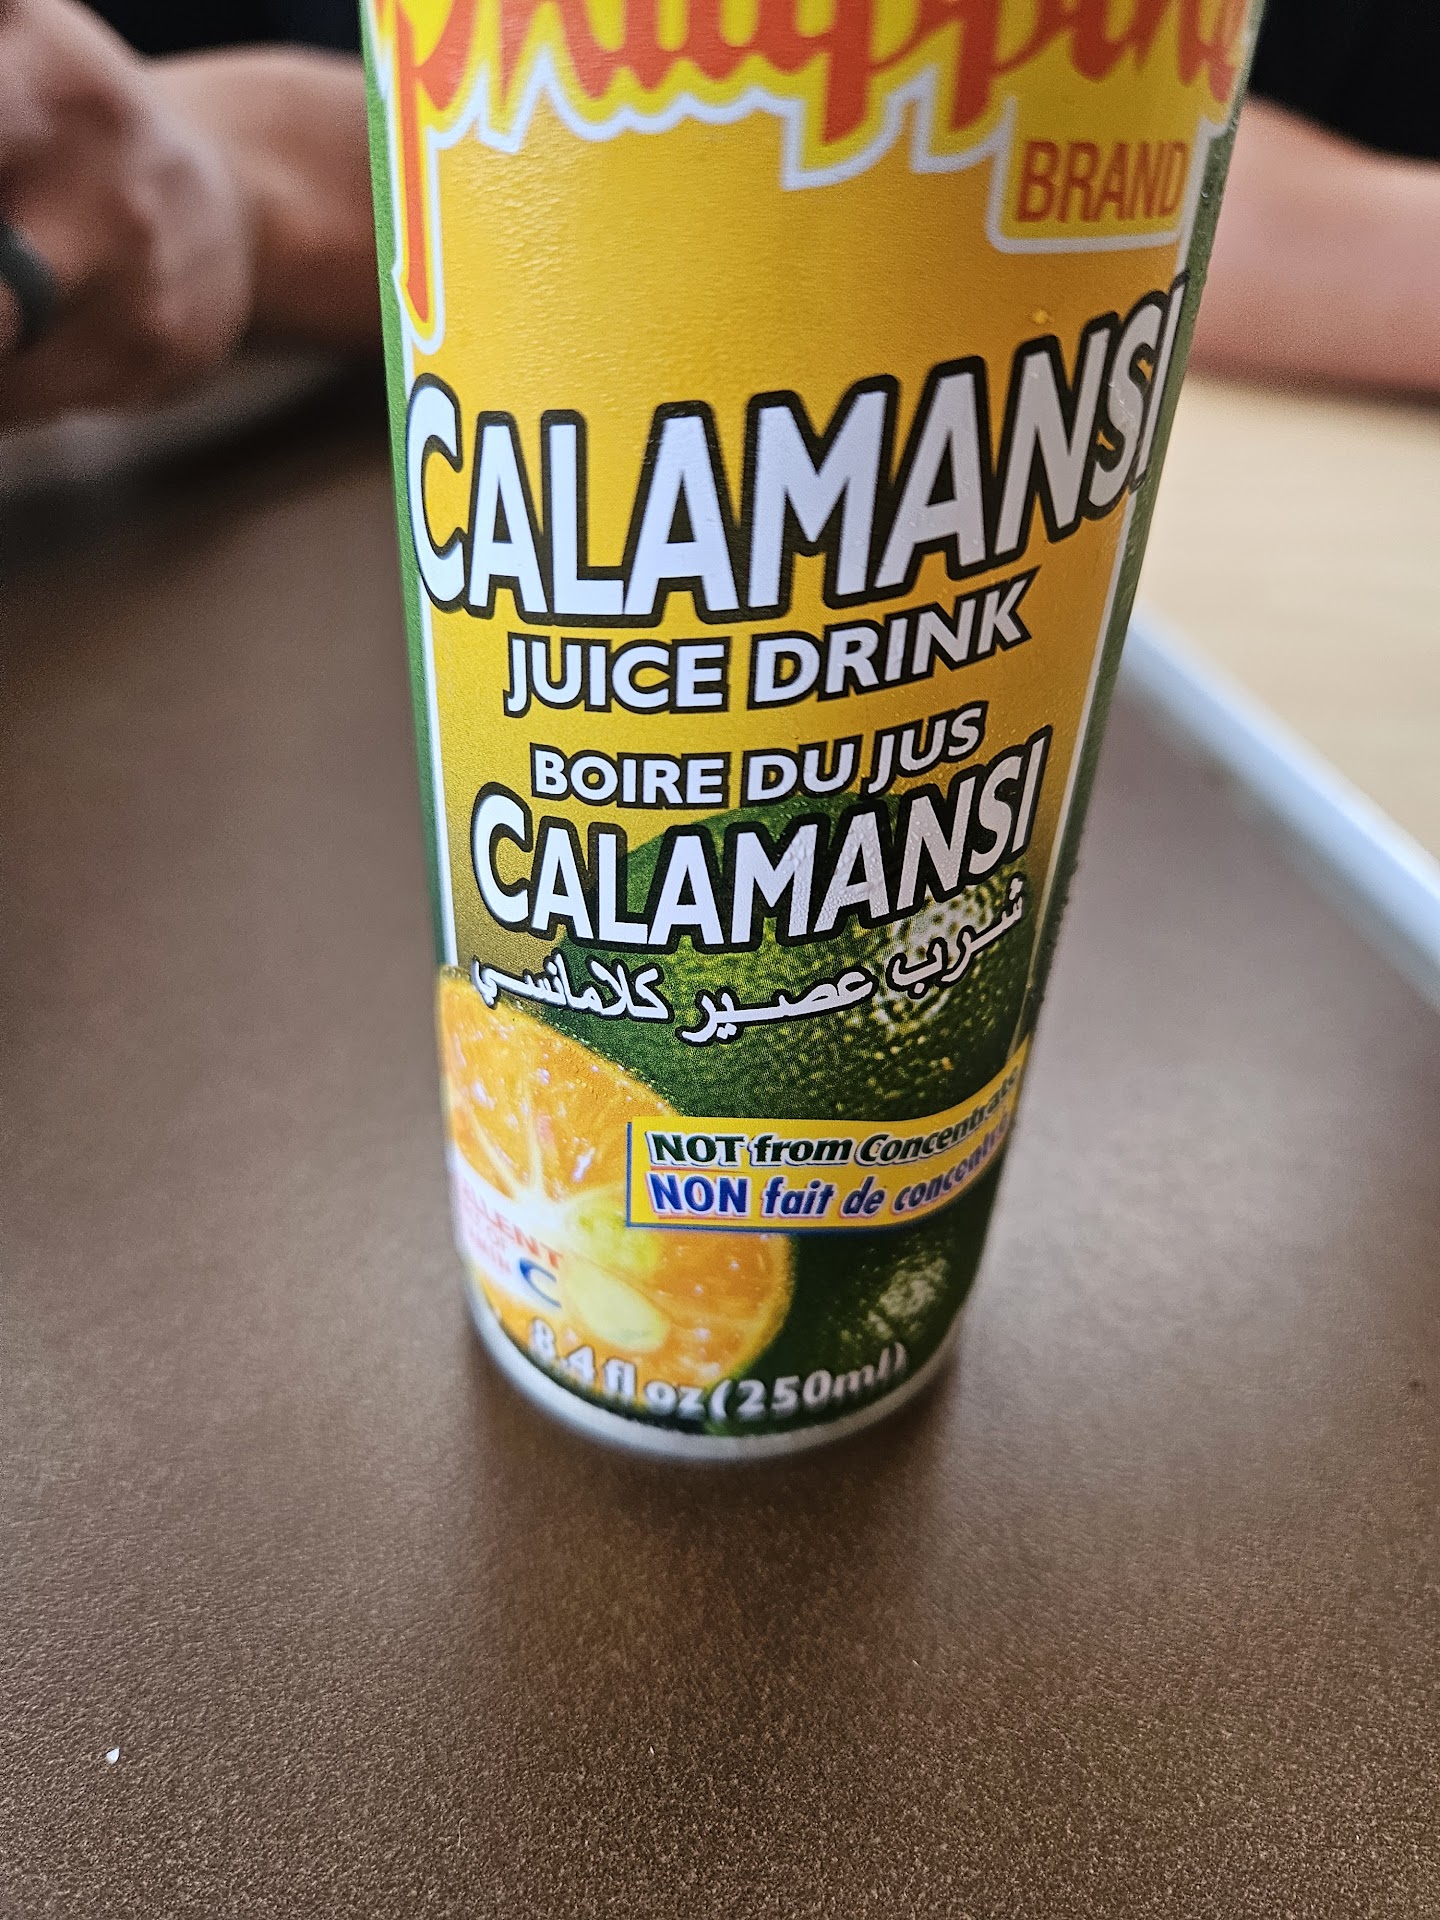 Philippine
BRAND
CALAMANSI
JUICE DRINK
BOIRE DU JUS
CALAMANSI
شرب عصير كلامانسي
NOT from Concentrate
NON fait de concentré
C
8.4 fl oz (250ml)